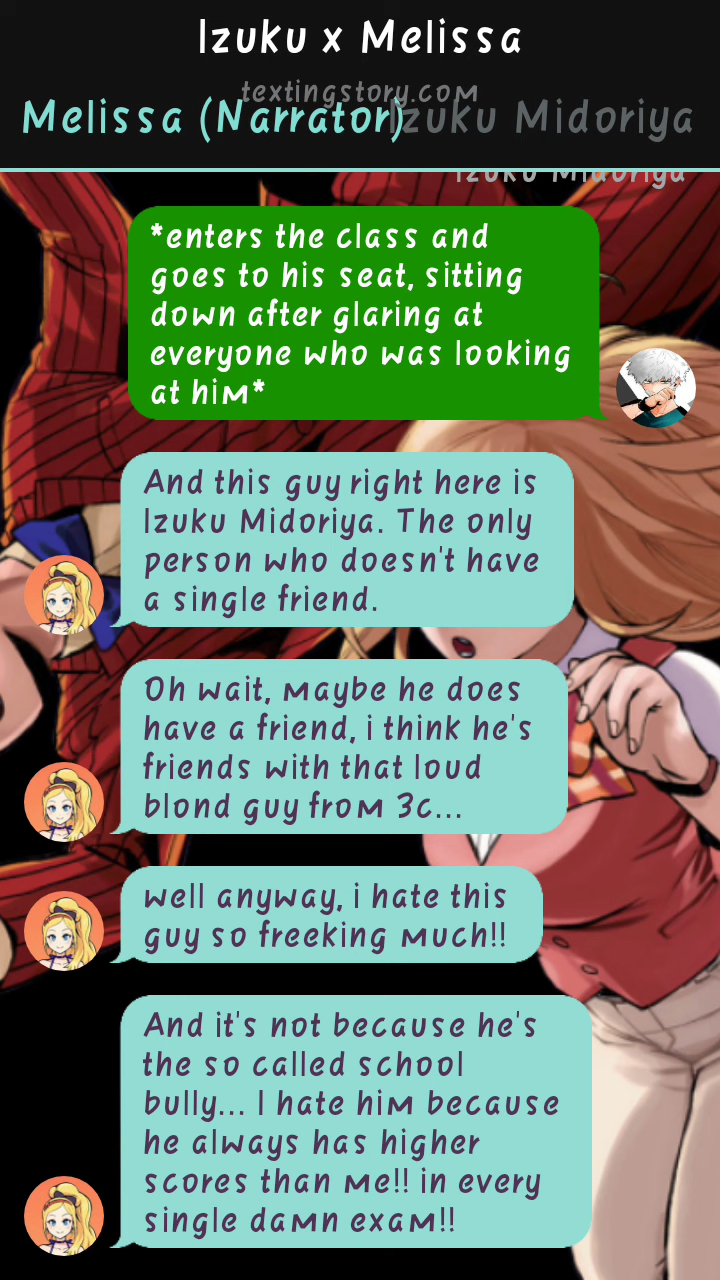 Izuku x Melissa
textingstory.com
Melissa (Narrator)
Izuku Midoriya
Izuku Midoriya
*enters the class and
goes to his seat, sitting
down after glaring at
everyone who was looking
at him*
And this guy right here is
Izuku Midoriya. The only
person who doesn't have
a single friend.
Oh wait, maybe he does
have a friend, i think he's
friends with that loud
blond guy from 3c...
well anyway, i hate this
guy so freeking much!!
And it's not because he's
the so called school
bully... I hate him because
he always has higher
scores than me!! in every
single damn exam!!